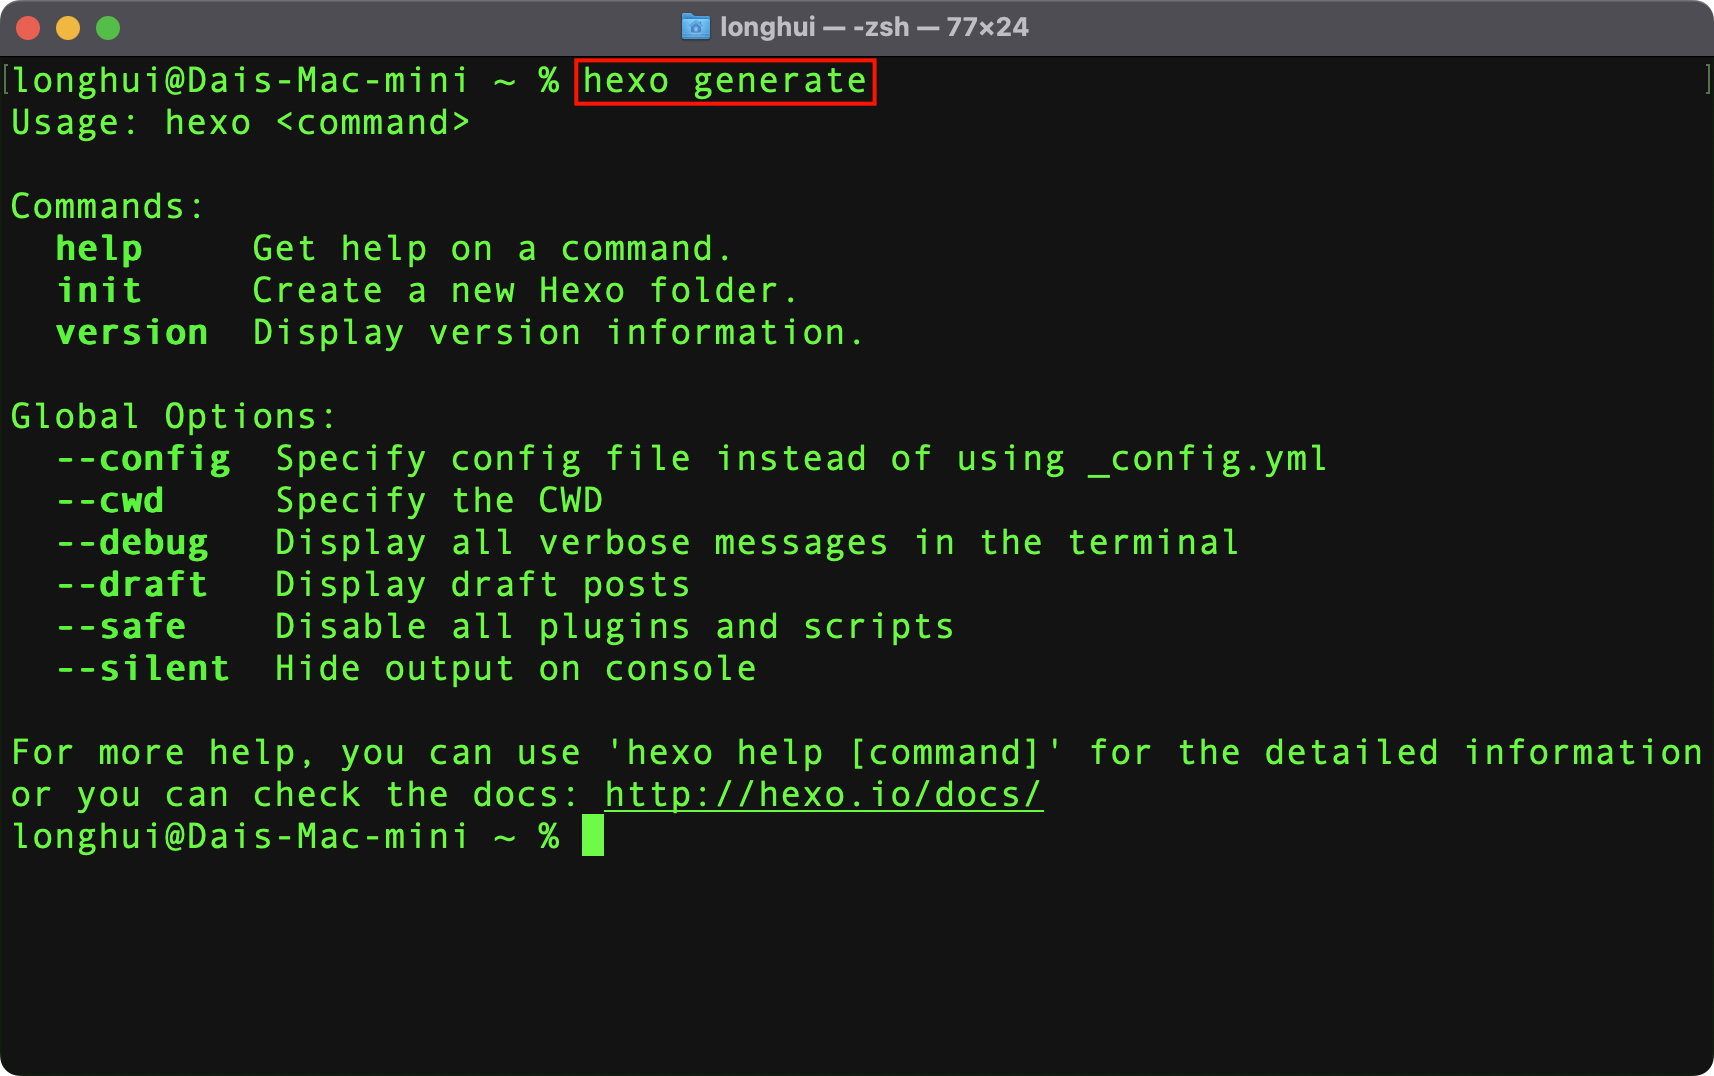 longhui — -zsh — 77×24
longhui@Dais-Mac-mini ~ % hexo generate
Usage: hexo <command>
Commands:
help Get help on a command.
init Create a new Hexo folder.
version Display version information.
Global Options:
--config Specify config file instead of using _config.yml
--cwd Specify the CWD
--debug Display all verbose messages in the terminal
--draft Display draft posts
--safe Disable all plugins and scripts
--silent Hide output on console
For more help, you can use 'hexo help [command]' for the detailed information
or you can check the docs: http://hexo.io/docs/
longhui@Dais-Mac-mini ~ %